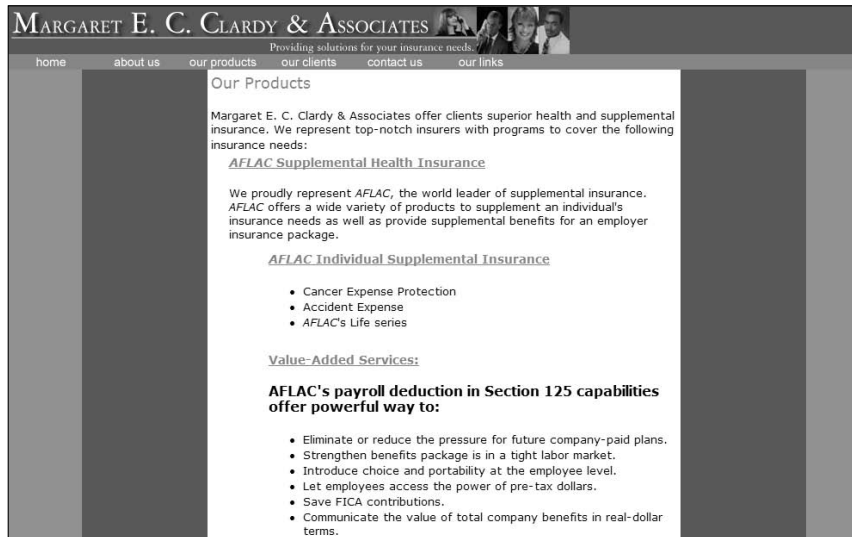 MARGARET E. C. CLARDY & ASSOCIATES
Providing solutions for your insurance needs.
home about us our products our clients contact us our links
Our Products
Margaret E. C. Clardy & Associates offer clients superior health and supplemental
insurance. We represent top-notch insurers with programs to cover the following
insurance needs:
AFLAC Supplemental Health Insurance
We proudly represent AFLAC, the world leader of supplemental insurance.
AFLAC offers a wide variety of products to supplement an individual's
insurance needs as well as provide supplemental benefits for an employer
insurance package.
AFLAC Individual Supplemental Insurance
• Cancer Expense Protection
• Accident Expense
• AFLAC's Life series
Value-Added Services:
AFLAC's payroll deduction in Section 125 capabilities
offer powerful way to:
• Eliminate or reduce the pressure for future company-paid plans.
• Strengthen benefits package is in a tight labor market.
• Introduce choice and portability at the employee level.
• Let employees access the power of pre-tax dollars.
• Save FICA contributions.
• Communicate the value of total company benefits in real-dollar
terms.